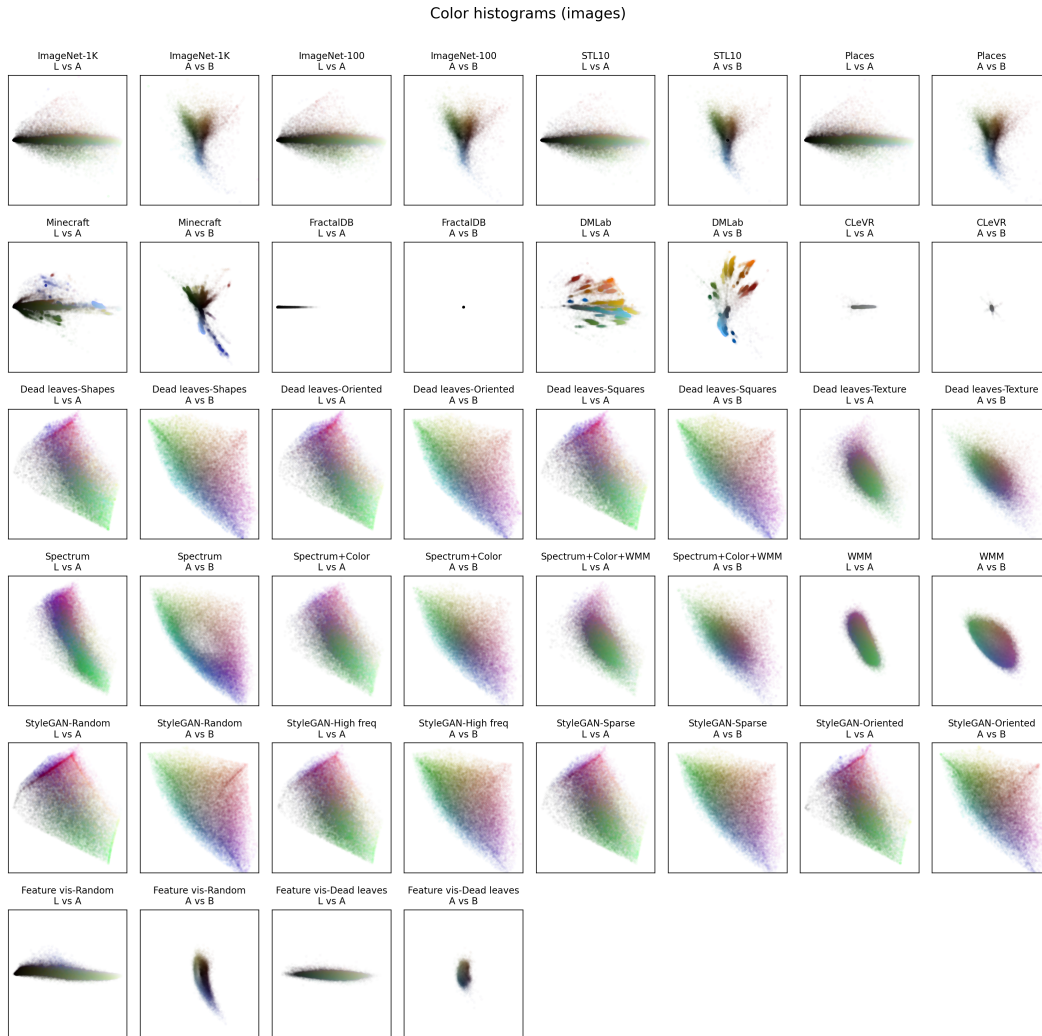 Color histograms (images)
ImageNet-1K
L vs A
ImageNet-1K
A vs B
ImageNet-100
L vs A
ImageNet-100
A vs B
STL10
L vs A
STL10
A vs B
Places
L vs A
Places
A vs B
Minecraft
L vs A
Minecraft
A vs B
FractalDB
L vs A
FractalDB
A vs B
DMLab
L vs A
DMLab
A vs B
CLeVR
L vs A
CLeVR
A vs B
Dead leaves-Shapes
L vs A
Dead leaves-Shapes
A vs B
Dead leaves-Oriented
L vs A
Dead leaves-Oriented
A vs B
Dead leaves-Squares
L vs A
Dead leaves-Squares
A vs B
Dead leaves-Texture
L vs A
Dead leaves-Texture
A vs B
Spectrum
L vs A
Spectrum
A vs B
Spectrum+Color
L vs A
Spectrum+Color
A vs B
Spectrum+Color+WMM
L vs A
Spectrum+Color+WMM
A vs B
WMM
L vs A
WMM
A vs B
StyleGAN-Random
L vs A
StyleGAN-Random
A vs B
StyleGAN-High freq
L vs A
StyleGAN-High freq
A vs B
StyleGAN-Sparse
L vs A
StyleGAN-Sparse
A vs B
StyleGAN-Oriented
L vs A
StyleGAN-Oriented
A vs B
Feature vis-Random
L vs A
Feature vis-Random
A vs B
Feature vis-Dead leaves
L vs A
Feature vis-Dead leaves
A vs B